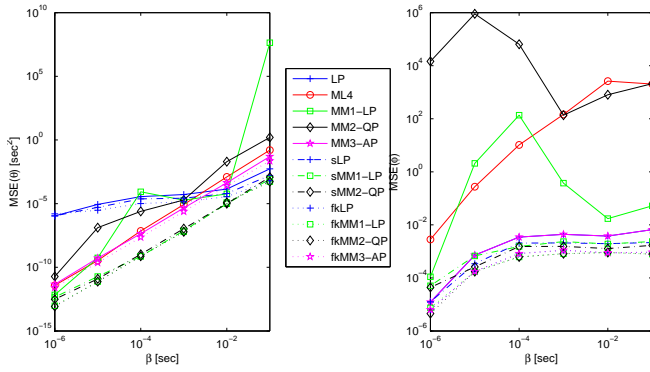 10^10
10^5
10^0
10^-5
10^-10
10^-15
MSE(θ) [sec^2]
10^-6
10^-4
10^-2
β [sec]
LP
ML4
MM1-LP
MM2-QP
MM3-AP
sLP
sMM1-LP
sMM2-QP
fkLP
fkMM1-LP
fkMM2-QP
fkMM3-AP
10^6
10^4
10^2
10^0
10^-2
10^-4
10^-6
MSE(ϕ)
10^-6
10^-4
10^-2
β [sec]